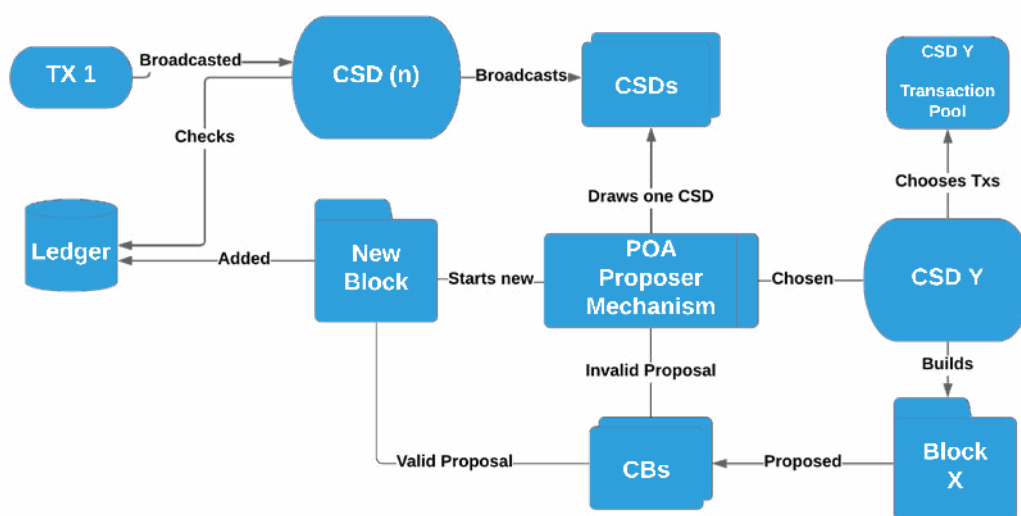 TX 1
Broadcasted
CSD (n)
Broadcasts
CSDs
CSD Y
Transaction
Pool
Checks
Draws one CSD
Chooses Txs
Ledger
Added
New
Block
Starts new
POA
Proposer
Mechanism
Chosen
CSD Y
Invalid Proposal
Builds
Valid Proposal
CBs
Proposed
Block
X